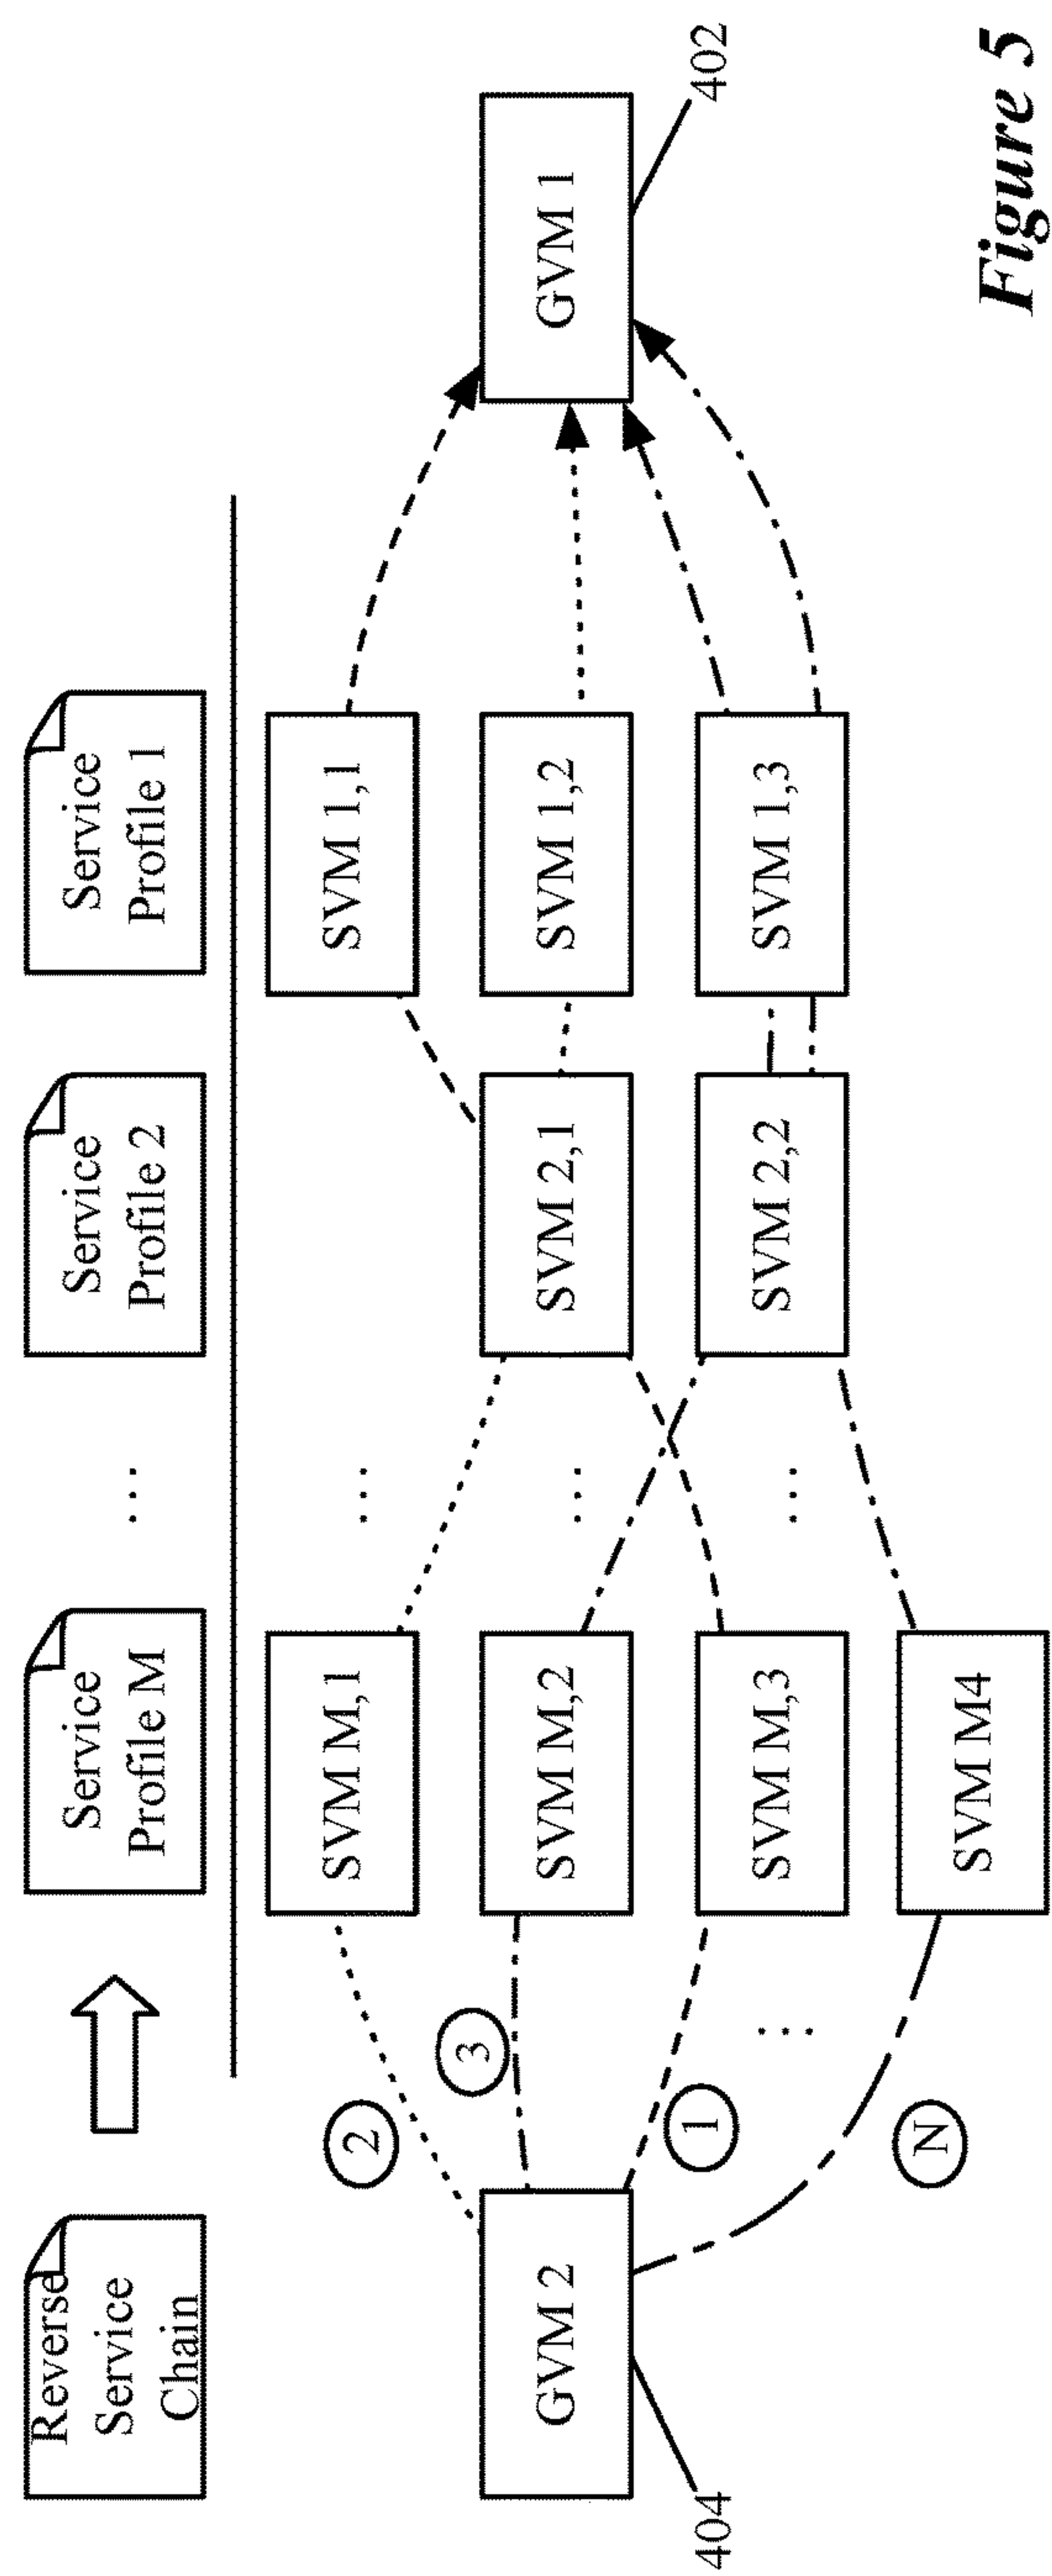 Reverse
Service
Chain
Service
Profile M
...
Service
Profile 2
Service
Profile 1
SVM M,1
...
SVM 1,1
2
3
GVM 2
SVM M,2
...
SVM 2,1
SVM 1,2
GVM 1
404
402
1
SVM M,3
...
SVM 2,2
SVM 1,3
...
N
SVM M4
Figure 5